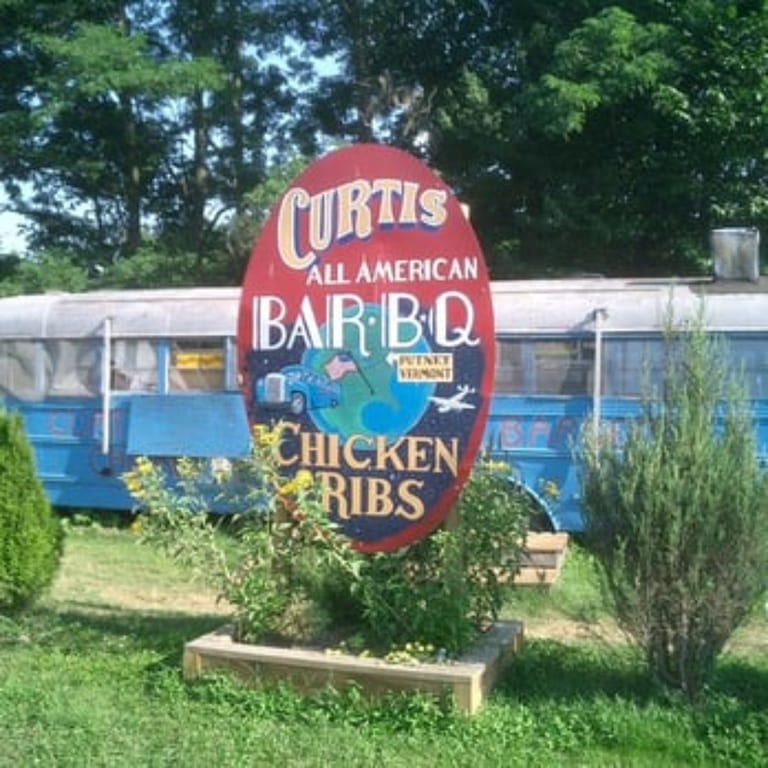 CURTIS
ALL AMERICAN
BAR·B·Q
PUTNEY
VERMONT
CHICKEN
RIBS